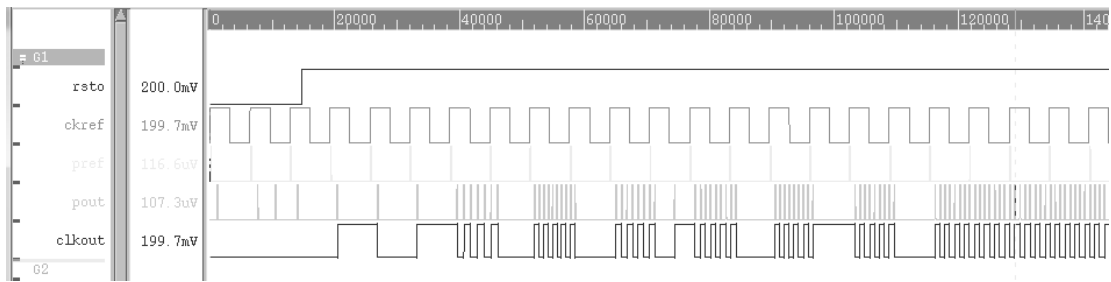 0 20000 40000 60000 80000 100000 120000 140
G1
rsto 200.0mV
ckref 199.7mV
pref 116.6uV
pout 107.3uV
clkout 199.7mV
G2